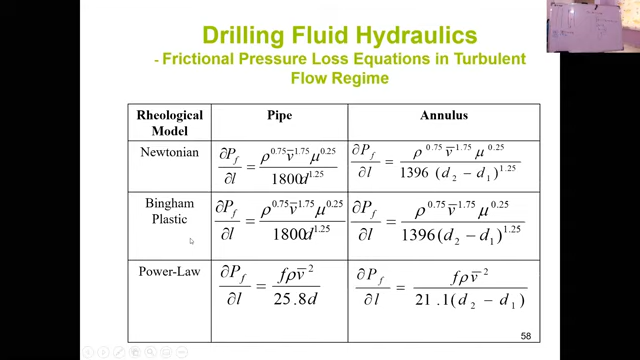 Drilling Fluid Hydraulics
- Frictional Pressure Loss Equations in Turbulent
Flow Regime
Rheological Model | Pipe | Annulus
Newtonian | ∂P_f/∂l = ρ^0.75 v̄^1.75 μ^0.25 / 1800d^1.25 | ∂P_f/∂l = ρ^0.75 v̄^1.75 μ^0.25 / 1396 (d_2 − d_1)^1.25
Bingham Plastic | ∂P_f/∂l = ρ^0.75 v̄^1.75 μ^0.25 / 1800d^1.25 | ∂P_f/∂l = ρ^0.75 v̄^1.75 μ^0.25 / 1396(d_2 − d_1)^1.25
Power-Law | ∂P_f/∂l = fρv̄^2 / 25.8d | ∂P_f/∂l = fρv̄^2 / 21.1(d_2 − d_1)
58